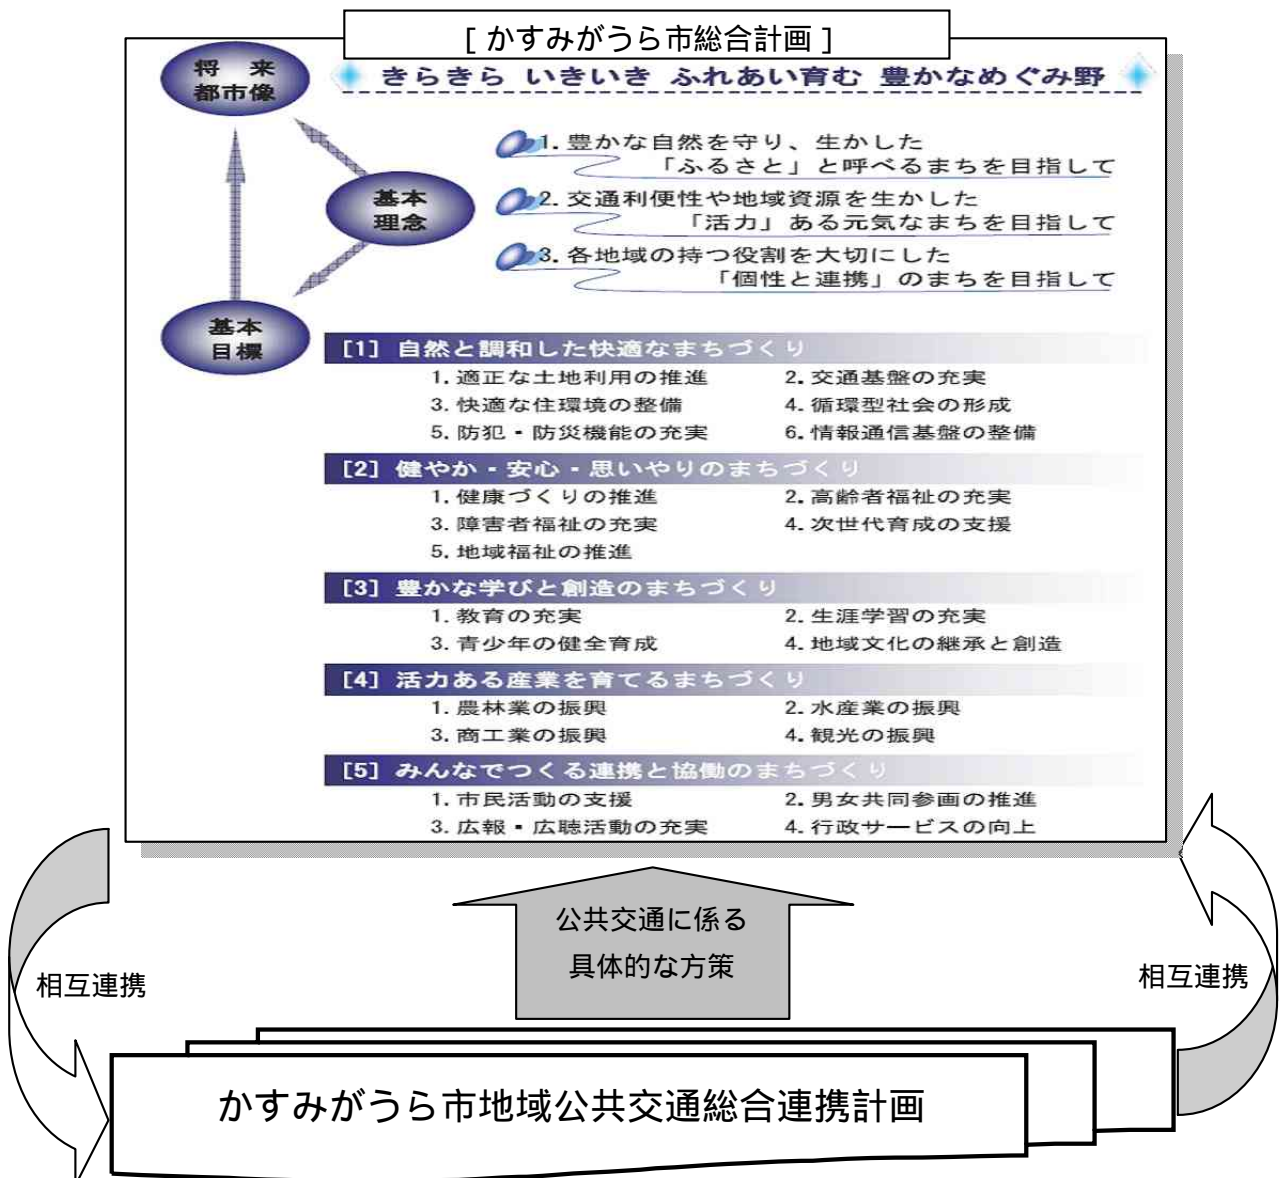 [ かすみがうら市総合計画 ]
将　来
都市像
きらきら いきいき ふれあい育む 豊かなめぐみ野
1. 豊かな自然を守り、生かした
「ふるさと」と呼べるまちを目指して
基本
理念
2. 交通利便性や地域資源を生かした
「活力」ある元気なまちを目指して
3. 各地域の持つ役割を大切にした
「個性と連携」のまちを目指して
基本
目標
[1] 自然と調和した快適なまちづくり
1. 適正な土地利用の推進　2. 交通基盤の充実
3. 快適な住環境の整備　4. 循環型社会の形成
5. 防犯・防災機能の充実　6. 情報通信基盤の整備
[2] 健やか・安心・思いやりのまちづくり
1. 健康づくりの推進　2. 高齢者福祉の充実
3. 障害者福祉の充実　4. 次世代育成の支援
5. 地域福祉の推進
[3] 豊かな学びと創造のまちづくり
1. 教育の充実　2. 生涯学習の充実
3. 青少年の健全育成　4. 地域文化の継承と創造
[4] 活力ある産業を育てるまちづくり
1. 農林業の振興　2. 水産業の振興
3. 商工業の振興　4. 観光の振興
[5] みんなでつくる連携と協働のまちづくり
1. 市民活動の支援　2. 男女共同参画の推進
3. 広報・広聴活動の充実　4. 行政サービスの向上
公共交通に係る
具体的な方策
相互連携
相互連携
かすみがうら市地域公共交通総合連携計画